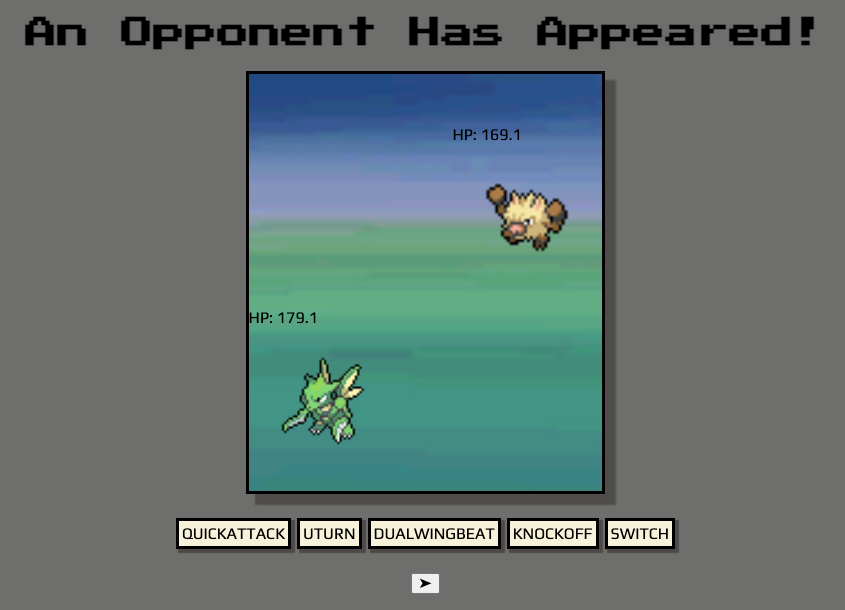 An Opponent Has Appeared!
HP: 169.1
HP: 179.1
QUICKATTACK UTURN DUALWINGBEAT KNOCKOFF SWITCH
➤